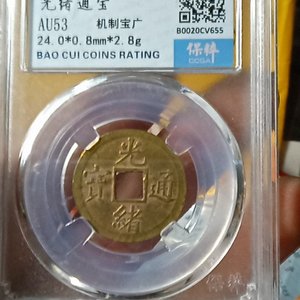 光绪通宝
AU53 机制宝广
24.0*0.8mm*2.8g
BAO CUI COINS RATING
B0020CV655
保粹
光
寶 通
緒